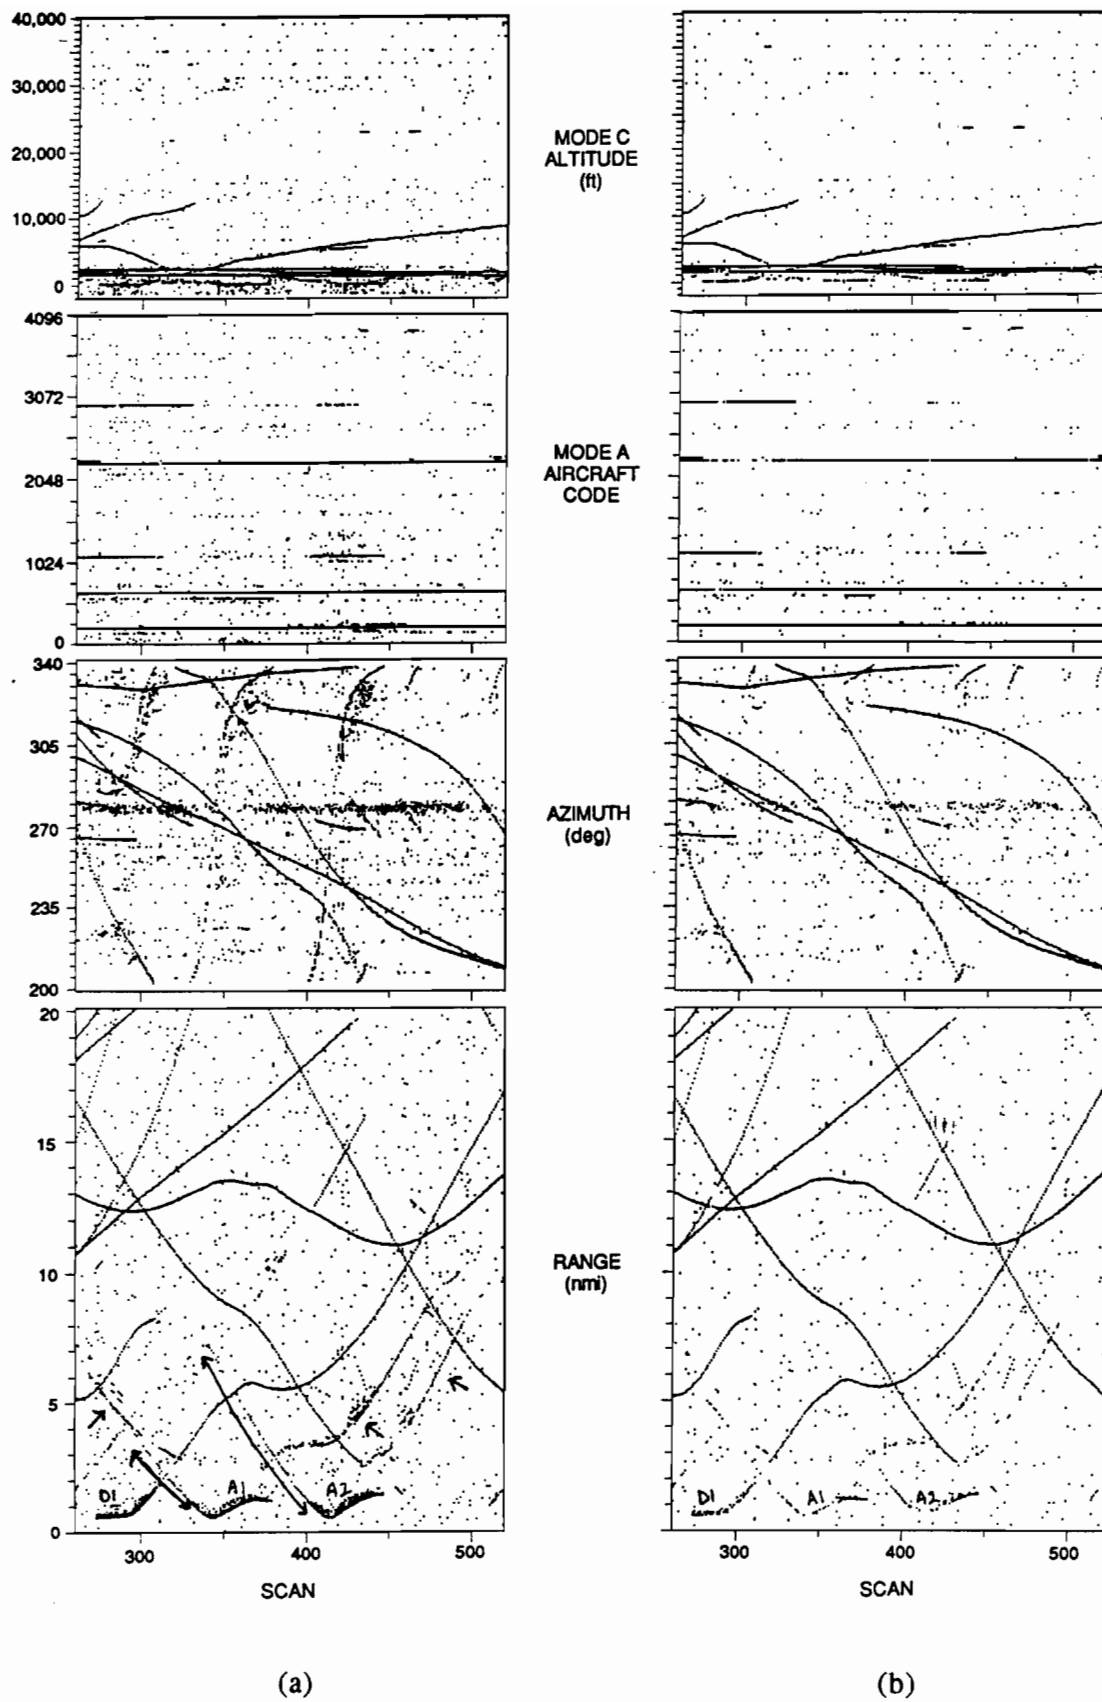 40,000
30,000
20,000
10,000
0
MODE C
ALTITUDE
(ft)
4096
3072
2048
1024
0
MODE A
AIRCRAFT
CODE
340
305
270
235
200
AZIMUTH
(deg)
20
15
10
5
0
RANGE
(nmi)
D1
A1
A2
D1
A1
A2
300
400
500
SCAN
300
400
500
SCAN
(a)
(b)